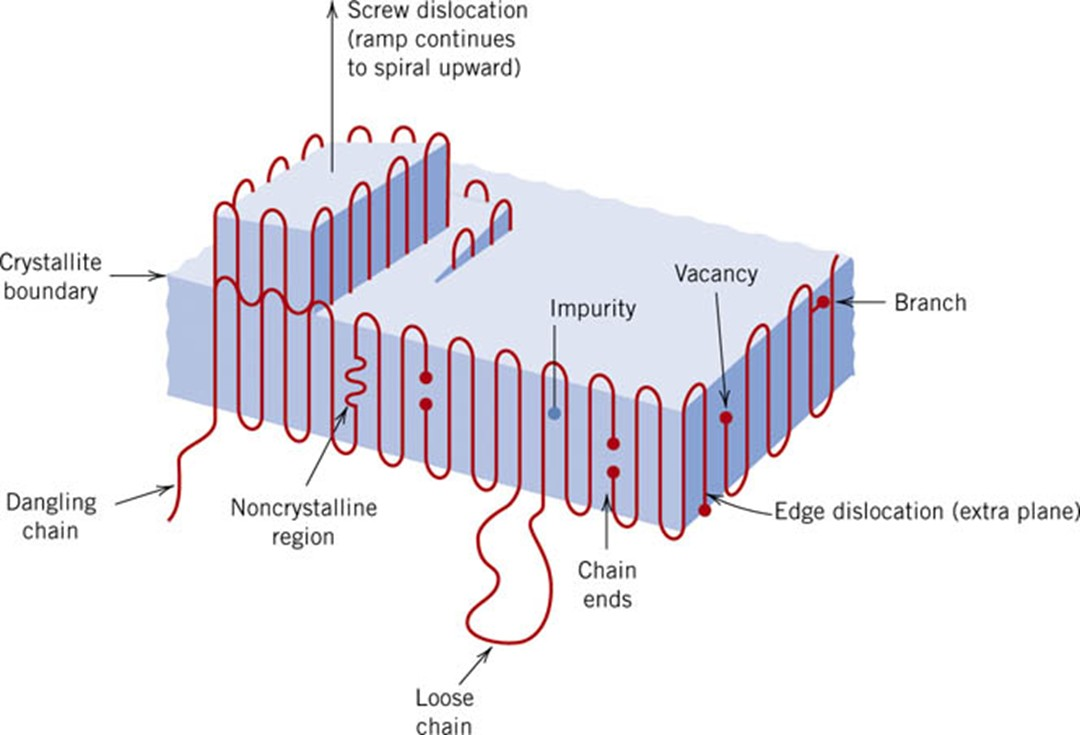 Screw dislocation
(ramp continues
to spiral upward)
Crystallite
boundary
Vacancy
Impurity
Branch
Dangling
chain
Noncrystalline
region
Edge dislocation (extra plane)
Chain
ends
Loose
chain